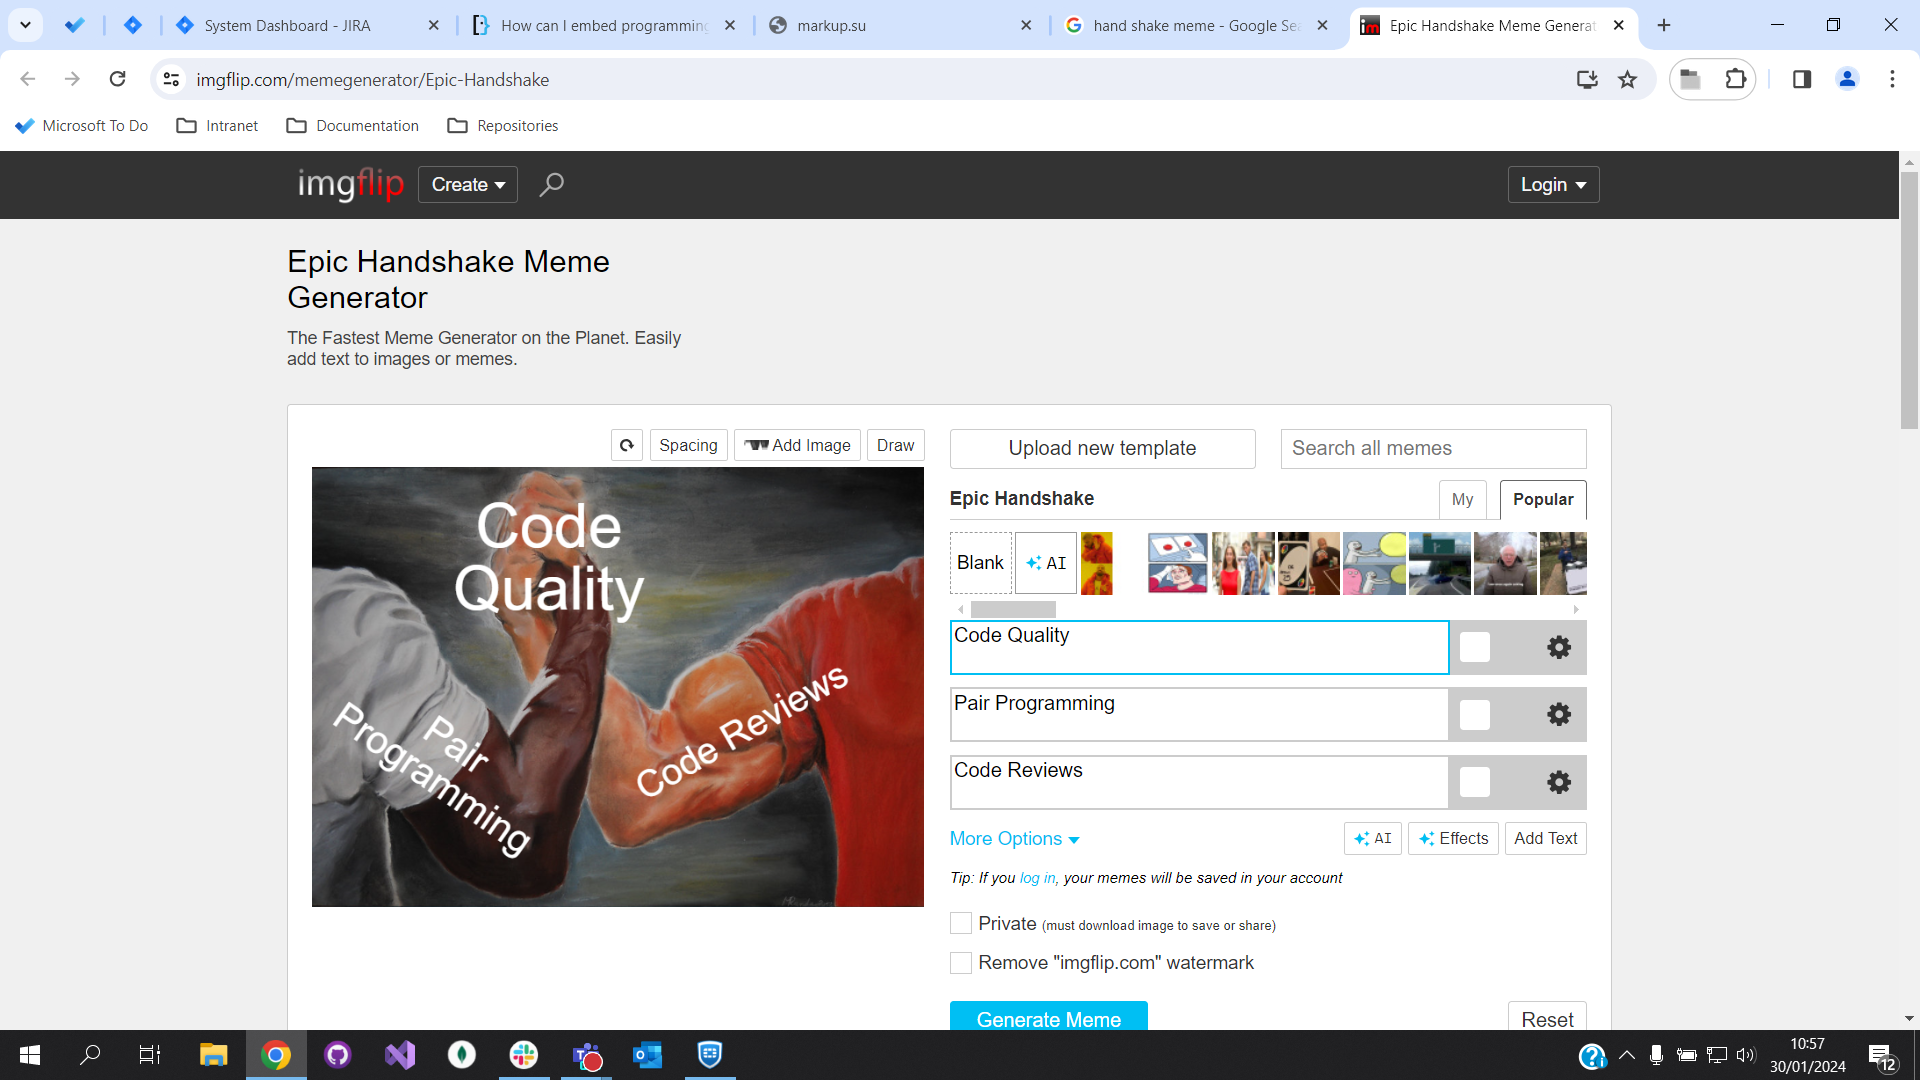 System Dashboard - JIRA
How can I embed programming
markup.su
hand shake meme - Google Sea
Epic Handshake Meme Generat
imgflip.com/memegenerator/Epic-Handshake
Microsoft To Do
Intranet
Documentation
Repositories
imgflip
Create
Login
Epic Handshake Meme
Generator
The Fastest Meme Generator on the Planet. Easily
add text to images or memes.
Spacing
Add Image
Draw
Upload new template
Search all memes
Epic Handshake
My
Popular
Blank
AI
Code
Quality
Pair
Programming
Code Reviews
Code Quality
Pair Programming
Code Reviews
More Options
AI
Effects
Add Text
Tip: If you log in, your memes will be saved in your account
Private (must download image to save or share)
Remove "imgflip.com" watermark
Generate Meme
Reset
10:57
30/01/2024
12